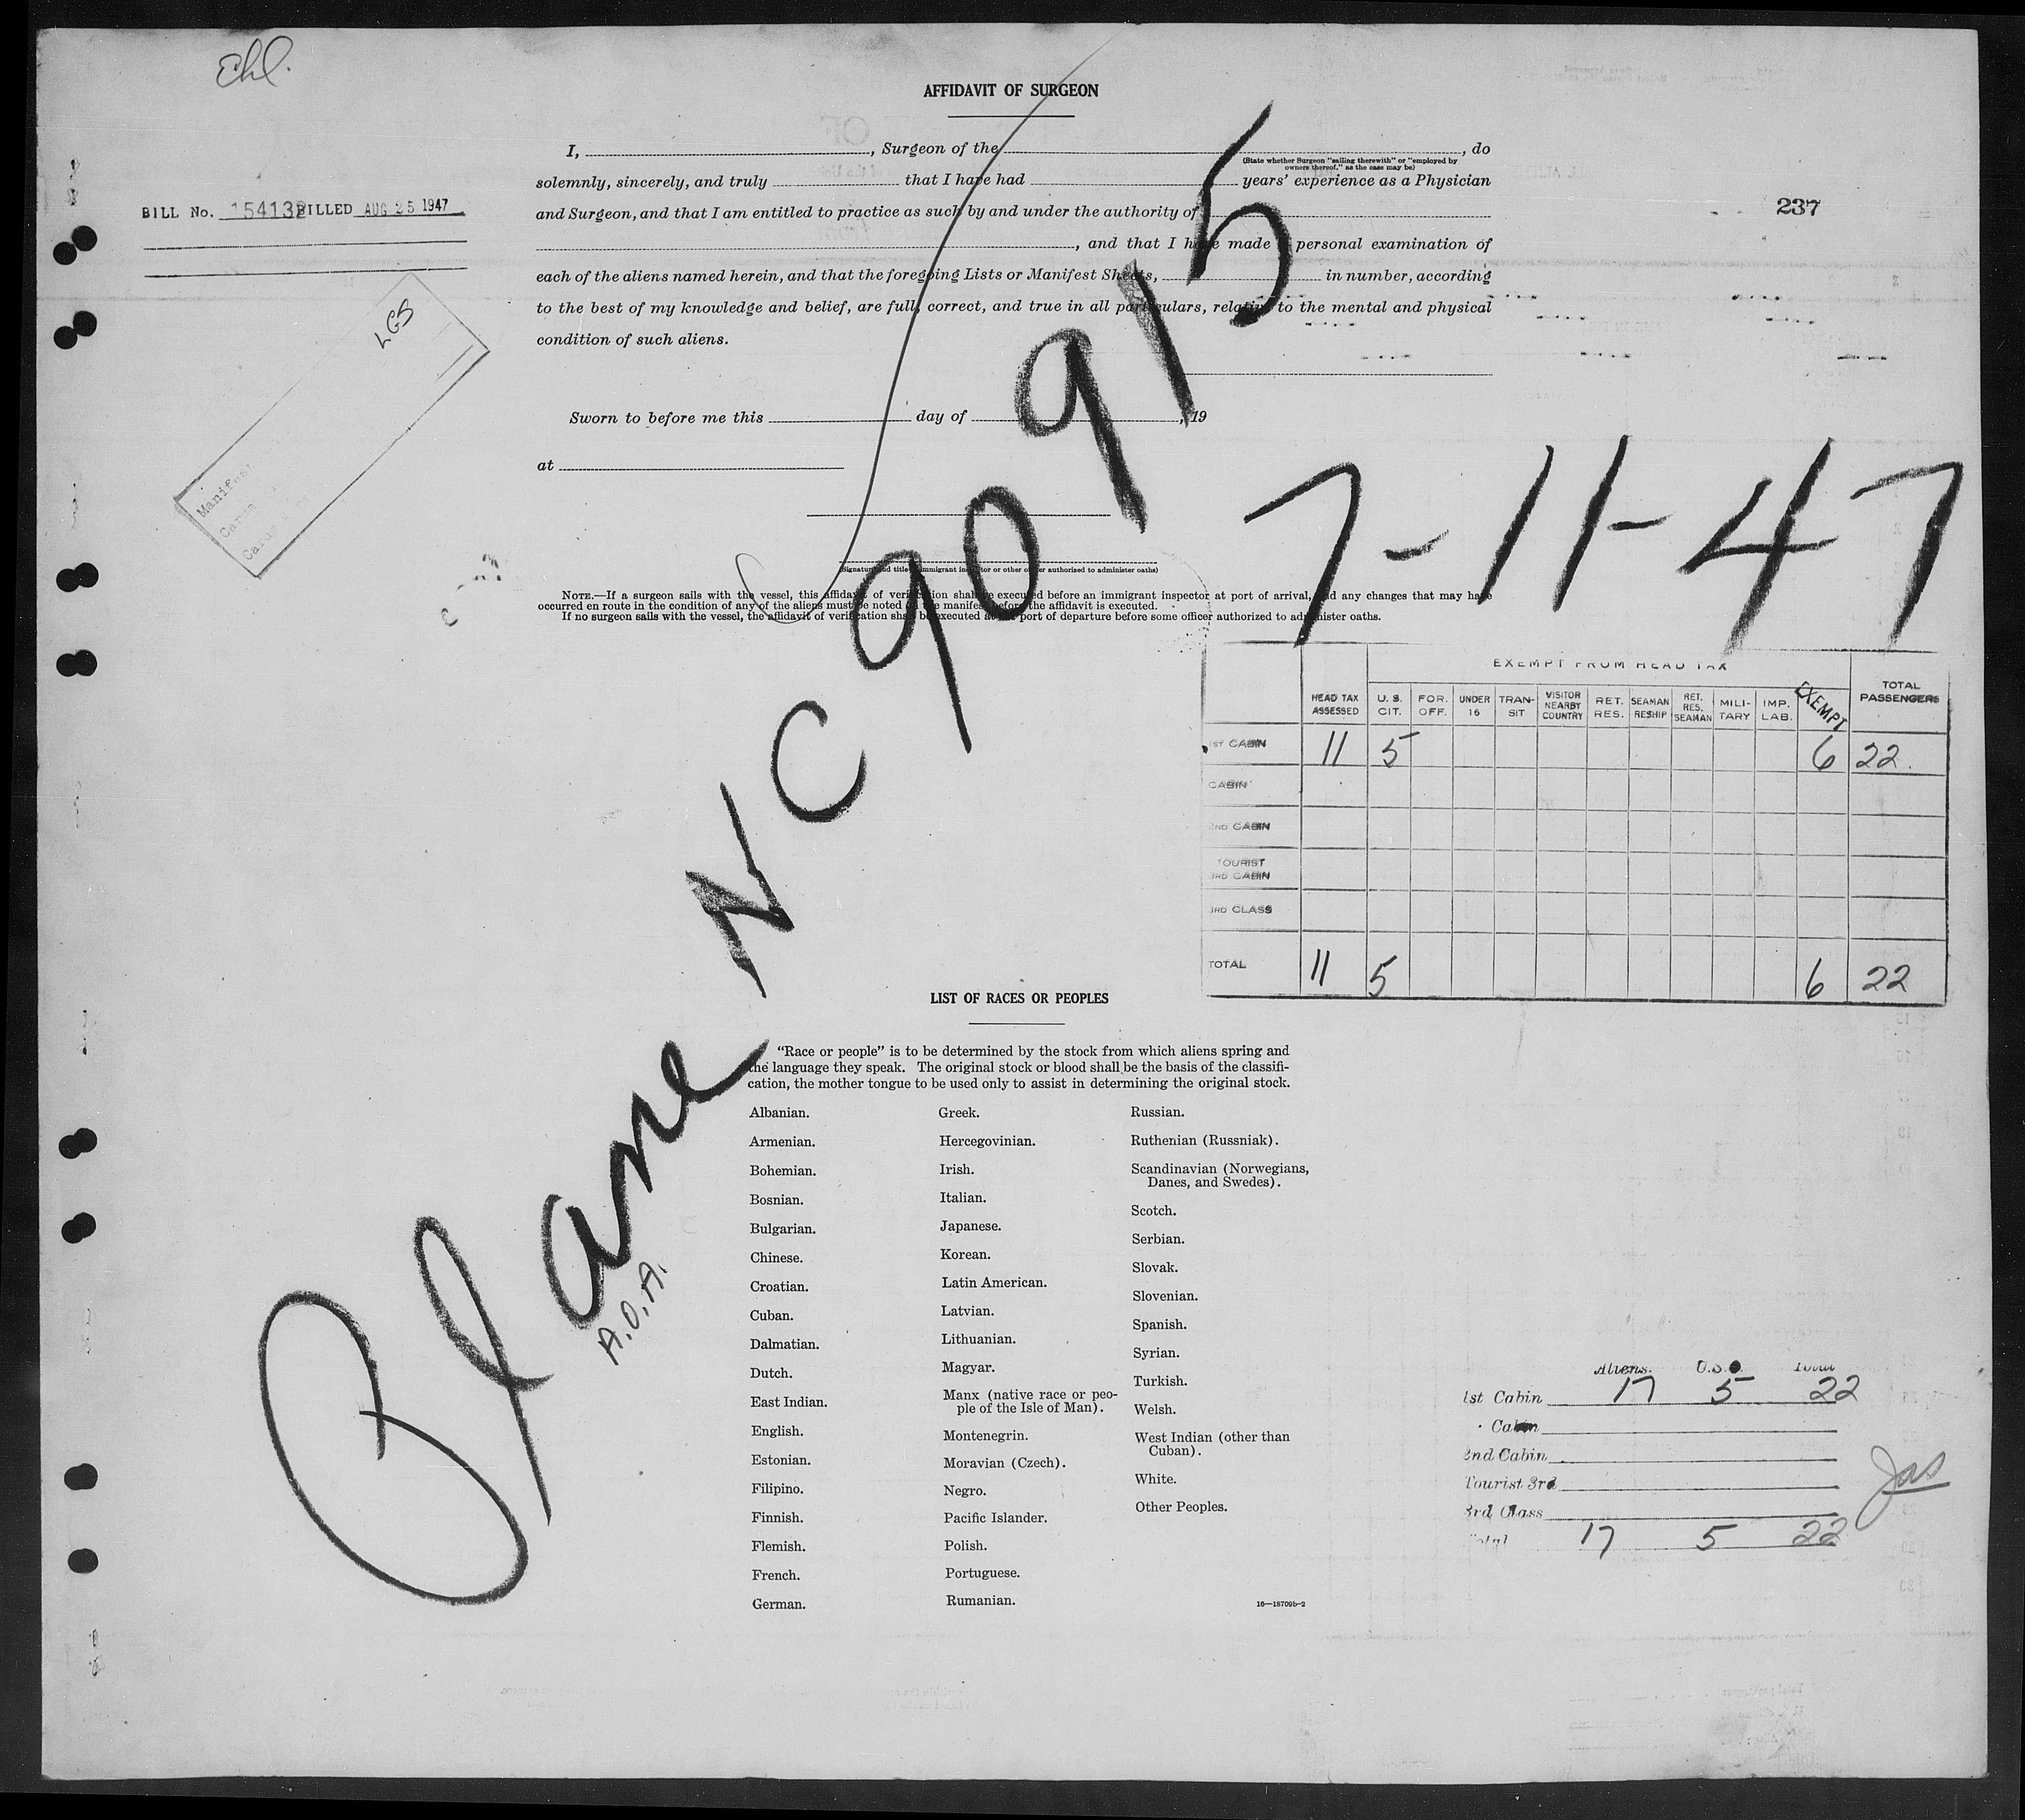 Ehl.
AFFIDAVIT OF SURGEON
I, , Surgeon of the , do
(State whether Surgeon "sailing therewith" or "employed by
owners thereof," as the case may be)
solemnly, sincerely, and truly that I have had years' experience as a Physician
and Surgeon, and that I am entitled to practice as such by and under the authority of
, and that I have made a personal examination of
each of the aliens named herein, and that the foregoing Lists or Manifest Sheets, in number, according
to the best of my knowledge and belief, are full, correct, and true in all particulars, relative to the mental and physical
condition of such aliens.
Sworn to before me this day of , 19
at
(Signature and title of immigrant inspector or other officer authorized to administer oaths)
NOTE.—If a surgeon sails with the vessel, this affidavit of verification shall be executed before an immigrant inspector at port of arrival, and any changes that may have
occurred en route in the condition of any of the aliens must be noted on the manifest before the affidavit is executed.
If no surgeon sails with the vessel, the affidavit of verification shall be executed at the port of departure before some officer authorized to administer oaths.
BILL No. 154132 BILLED AUG 25 1947
237
LGS
Manifest
Plane NC 90915
A.O.A.
7-11-47
EXEMPT FROM HEAD TAX
HEAD TAX ASSESSED U. S. CIT. FOR. OFF. UNDER 16 TRANSIT VISITOR NEARBY COUNTRY RET. RES. SEAMAN RESHIP RET. RES. SEAMAN MILITARY IMP. LAB. EXEMPT TOTAL PASSENGERS
1ST CABIN 11 5 6 22
CABIN
2ND CABIN
TOURIST
3RD CABIN
3RD CLASS
TOTAL 11 5 6 22
LIST OF RACES OR PEOPLES
"Race or people" is to be determined by the stock from which aliens spring and
the language they speak. The original stock or blood shall be the basis of the classifi-
cation, the mother tongue to be used only to assist in determining the original stock.
Albanian.
Armenian.
Bohemian.
Bosnian.
Bulgarian.
Chinese.
Croatian.
Cuban.
Dalmatian.
Dutch.
East Indian.
English.
Estonian.
Filipino.
Finnish.
Flemish.
French.
German.
Greek.
Hercegovinian.
Irish.
Italian.
Japanese.
Korean.
Latin American.
Latvian.
Lithuanian.
Magyar.
Manx (native race or peo-
ple of the Isle of Man).
Montenegrin.
Moravian (Czech).
Negro.
Pacific Islander.
Polish.
Portuguese.
Rumanian.
Russian.
Ruthenian (Russniak).
Scandinavian (Norwegians,
Danes, and Swedes).
Scotch.
Serbian.
Slovak.
Slovenian.
Spanish.
Syrian.
Turkish.
Welsh.
West Indian (other than
Cuban).
White.
Other Peoples.
16—18709b-2
Aliens. Total
1st Cabin 17 5 22
Cabin
2nd Cabin
Tourist 3rd
3rd Class
Total 17 5 22
Jas